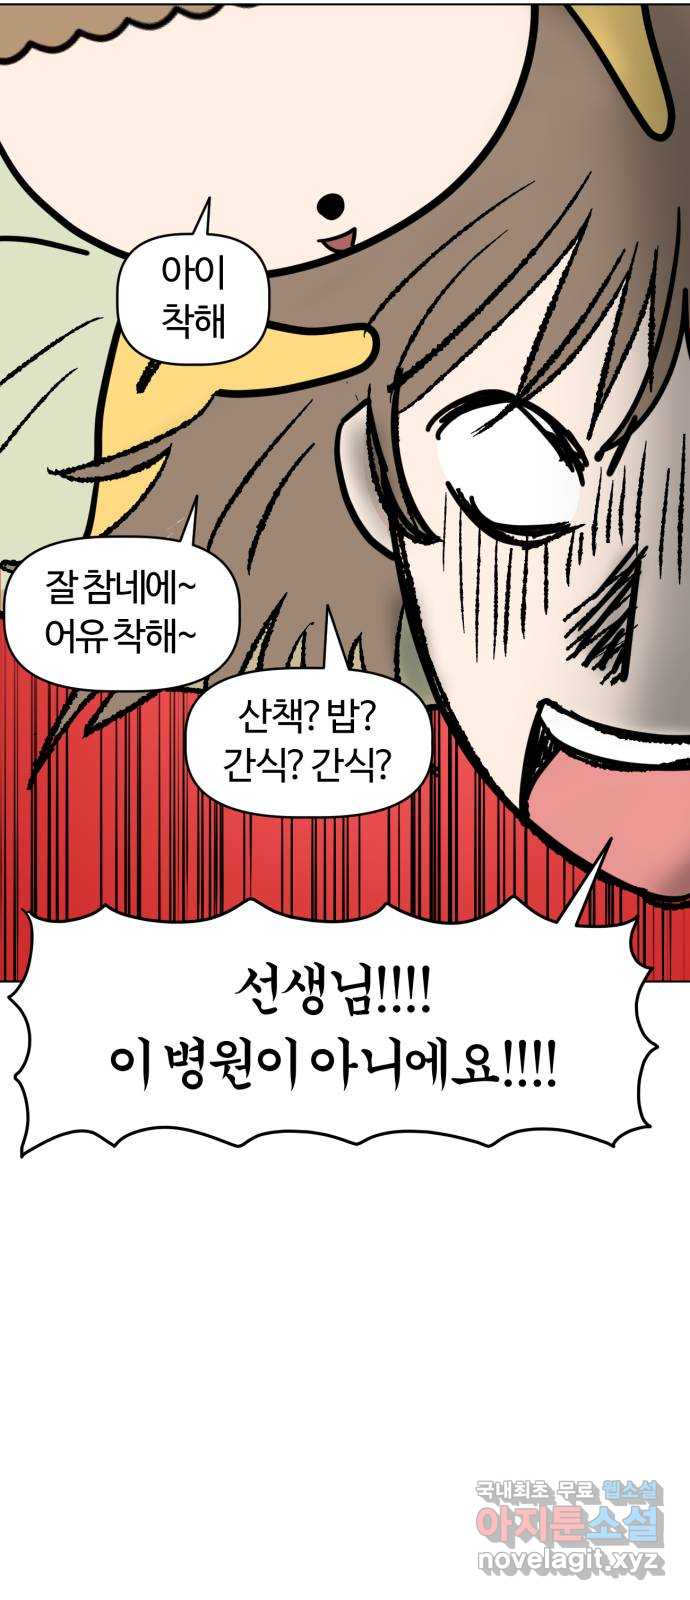 아이
착해
잘 참네에~
어유 착해~
산책? 밥?
간식? 간식?
선생님!!!!
이 병원이 아니에요!!!!
국내최초 무료 웹소설
아지툰소설
novelagit.xyz